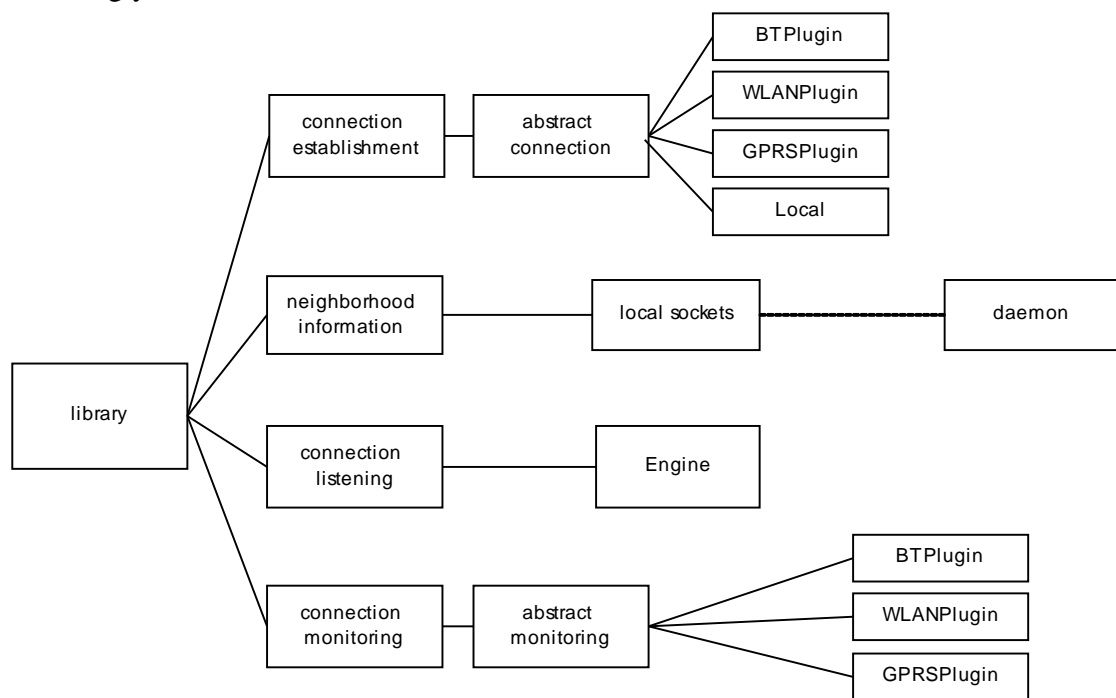 BTPlugin
WLANPlugin
GPRSPlugin
Local
connection
establishment
abstract
connection
neighborhood
information
local sockets
daemon
library
connection
listening
Engine
connection
monitoring
abstract
monitoring
BTPlugin
WLANPlugin
GPRSPlugin